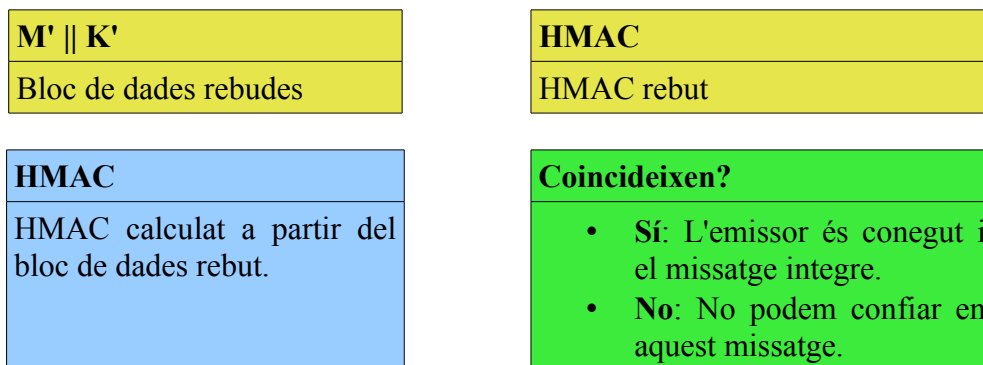 M' || K'
Bloc de dades rebudes
HMAC
HMAC rebut
HMAC
HMAC calculat a partir del
bloc de dades rebut.
Coincideixen?
• Sí: L'emissor és conegut i
el missatge integre.
• No: No podem confiar en
aquest missatge.